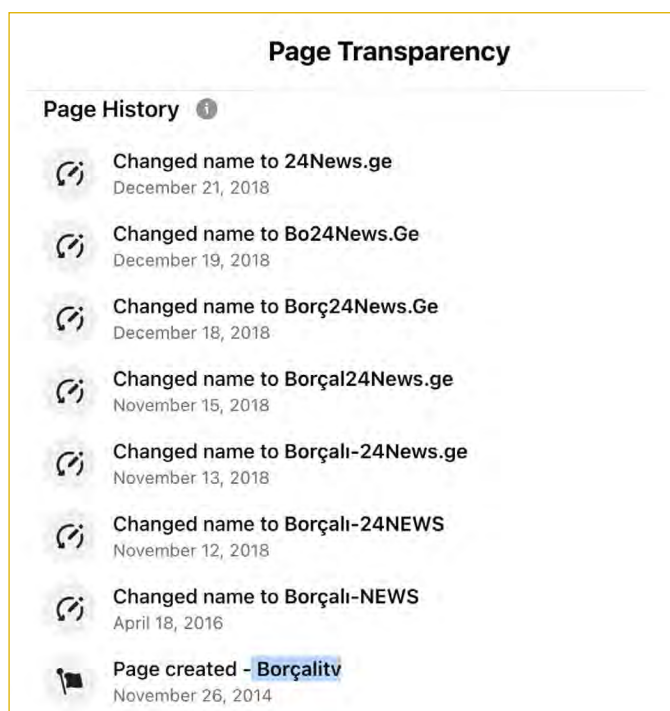 Page Transparency
Page History
Changed name to 24News.ge
December 21, 2018
Changed name to Bo24News.Ge
December 19, 2018
Changed name to Borç24News.Ge
December 18, 2018
Changed name to Borçal24News.ge
November 15, 2018
Changed name to Borçalı-24News.ge
November 13, 2018
Changed name to Borçalı-24NEWS
November 12, 2018
Changed name to Borçalı-NEWS
April 18, 2016
Page created - Borçalitv
November 26, 2014